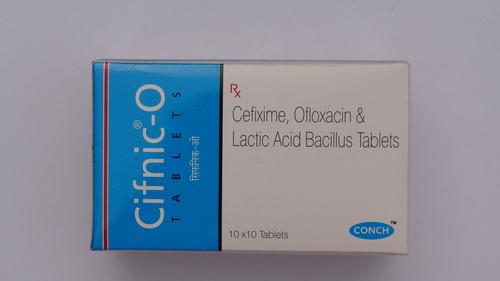 Cifnic®-O
TABLETS
सिफनिक-ओ
Rx
Cefixime, Ofloxacin &
Lactic Acid Bacillus Tablets
10 x10 Tablets
CONCH™